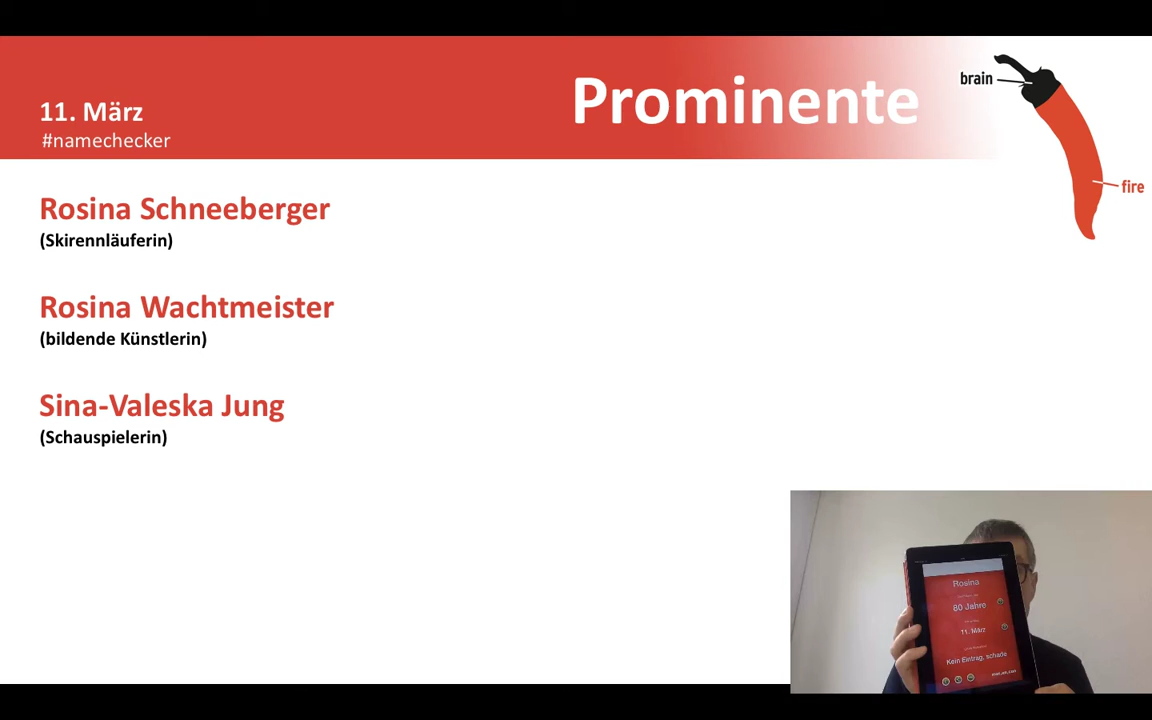 11. März
#namechecker
Prominente
brain
fire
Rosina Schneeberger
(Skirennläuferin)
Rosina Wachtmeister
(bildende Künstlerin)
Sina-Valeska Jung
(Schauspielerin)
Rosina
80 Jahre
11. März
Kein Eintrag, schade